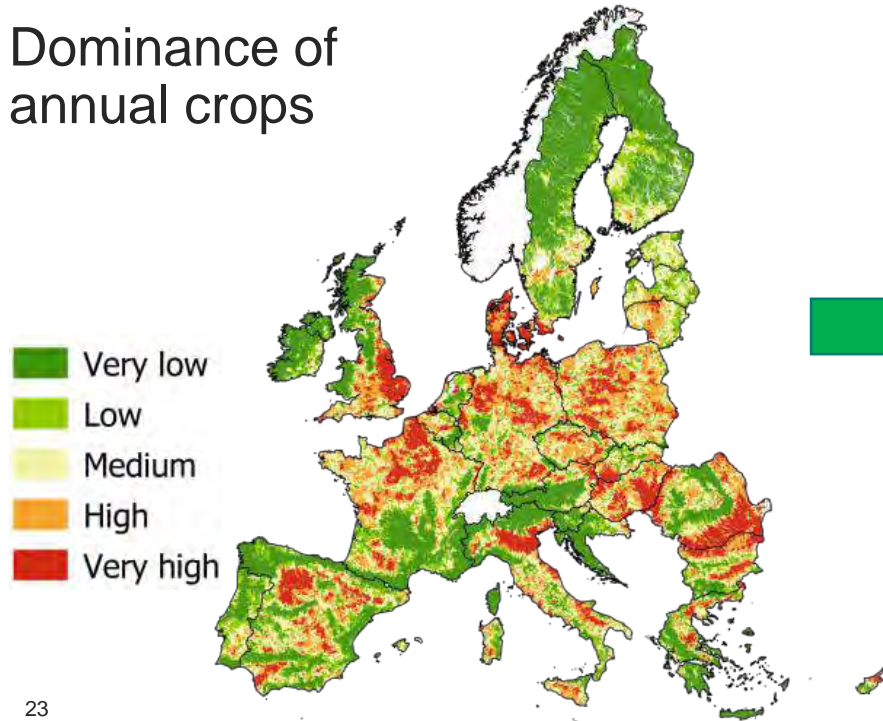 Dominance of
annual crops
Very low
Low
Medium
High
Very high
23